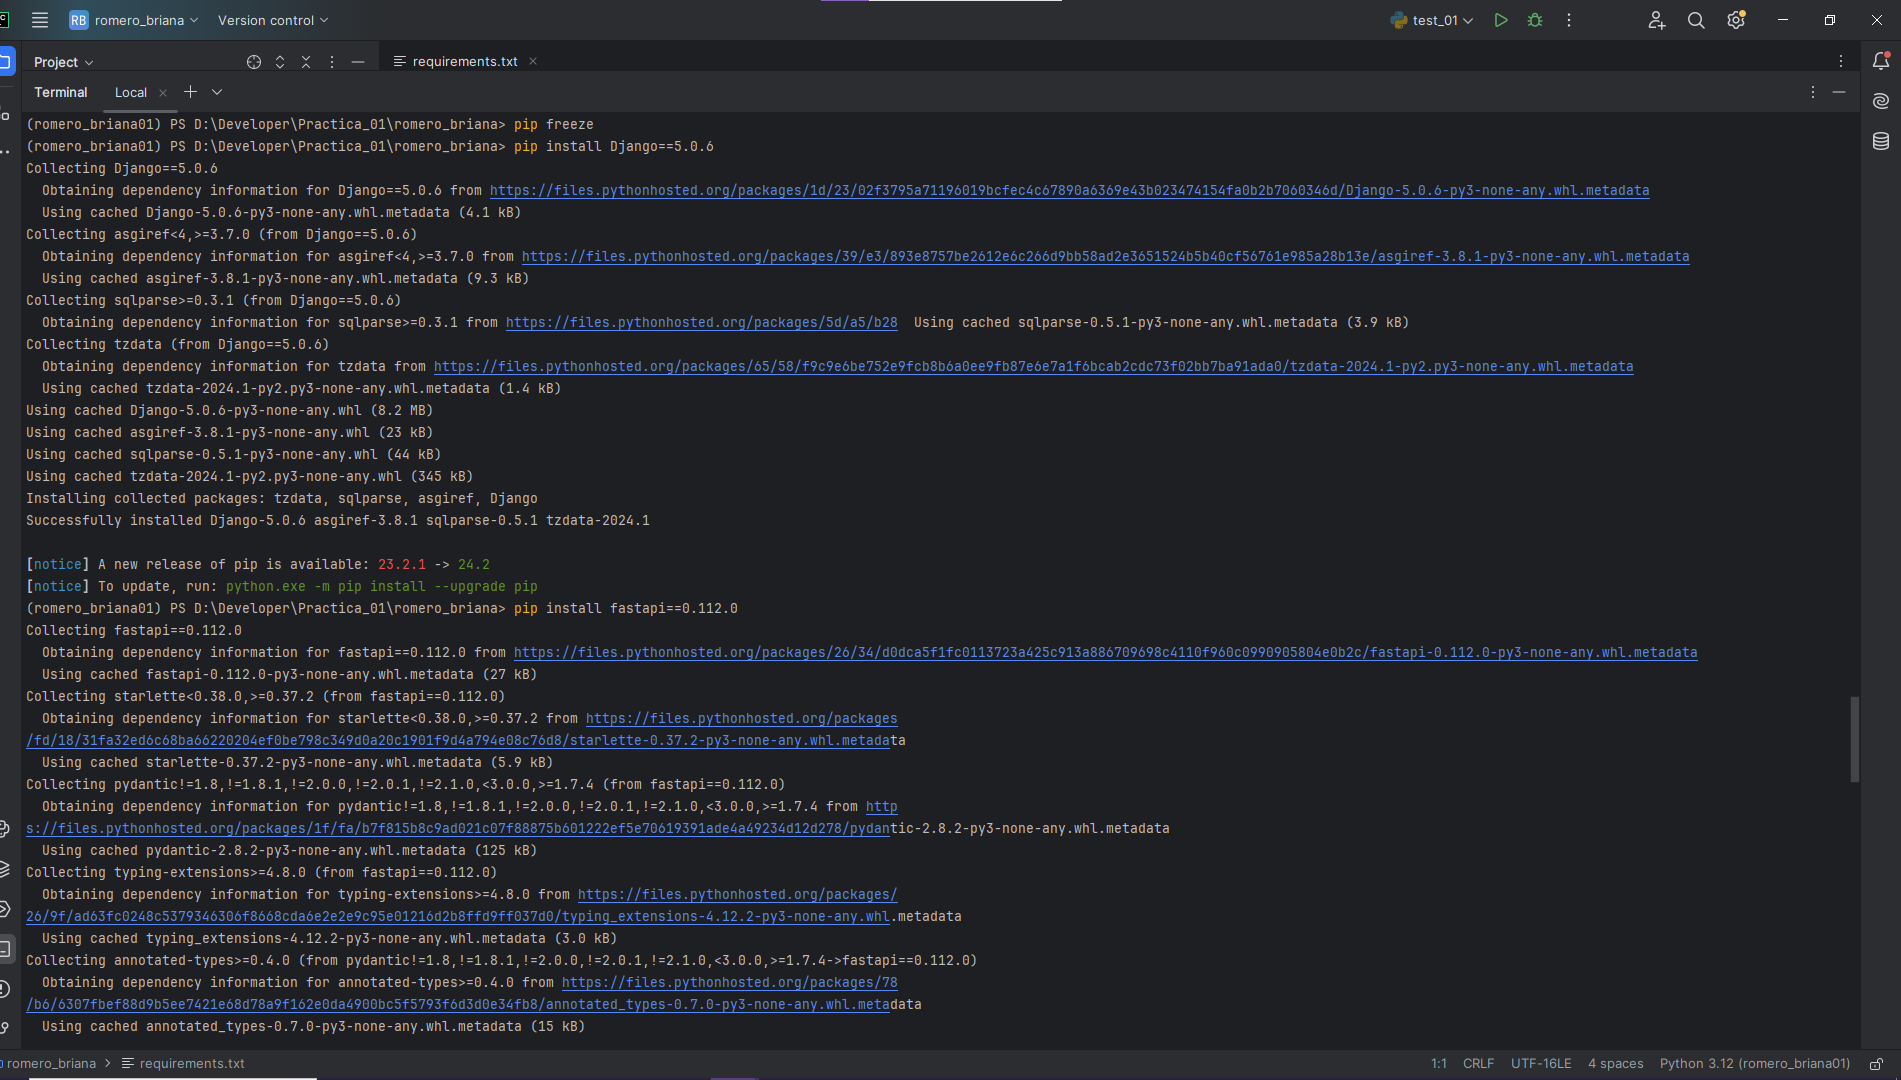 RB romero_briana Version control test_01
Project requirements.txt
Terminal Local
(romero_briana01) PS D:\Developer\Practica_01\romero_briana> pip freeze
(romero_briana01) PS D:\Developer\Practica_01\romero_briana> pip install Django==5.0.6
Collecting Django==5.0.6
  Obtaining dependency information for Django==5.0.6 from https://files.pythonhosted.org/packages/1d/23/02f3795a71196019bcfec4c67890a6369e43b023474154fa0b2b7060346d/Django-5.0.6-py3-none-any.whl.metadata
  Using cached Django-5.0.6-py3-none-any.whl.metadata (4.1 kB)
Collecting asgiref<4,>=3.7.0 (from Django==5.0.6)
  Obtaining dependency information for asgiref<4,>=3.7.0 from https://files.pythonhosted.org/packages/39/e3/893e8757be2612e6c266d9bb58ad2e3651524b5b40cf56761e985a28b13e/asgiref-3.8.1-py3-none-any.whl.metadata
  Using cached asgiref-3.8.1-py3-none-any.whl.metadata (9.3 kB)
Collecting sqlparse>=0.3.1 (from Django==5.0.6)
  Obtaining dependency information for sqlparse>=0.3.1 from https://files.pythonhosted.org/packages/5d/a5/b28  Using cached sqlparse-0.5.1-py3-none-any.whl.metadata (3.9 kB)
Collecting tzdata (from Django==5.0.6)
  Obtaining dependency information for tzdata from https://files.pythonhosted.org/packages/65/58/f9c9e6be752e9fcb8b6a0ee9fb87e6e7a1f6bcab2cdc73f02bb7ba91ada0/tzdata-2024.1-py2.py3-none-any.whl.metadata
  Using cached tzdata-2024.1-py2.py3-none-any.whl.metadata (1.4 kB)
Using cached Django-5.0.6-py3-none-any.whl (8.2 MB)
Using cached asgiref-3.8.1-py3-none-any.whl (23 kB)
Using cached sqlparse-0.5.1-py3-none-any.whl (44 kB)
Using cached tzdata-2024.1-py2.py3-none-any.whl (345 kB)
Installing collected packages: tzdata, sqlparse, asgiref, Django
Successfully installed Django-5.0.6 asgiref-3.8.1 sqlparse-0.5.1 tzdata-2024.1
[notice] A new release of pip is available: 23.2.1 -> 24.2
[notice] To update, run: python.exe -m pip install --upgrade pip
(romero_briana01) PS D:\Developer\Practica_01\romero_briana> pip install fastapi==0.112.0
Collecting fastapi==0.112.0
  Obtaining dependency information for fastapi==0.112.0 from https://files.pythonhosted.org/packages/26/34/d0dca5f1fc0113723a425c913a886709698c4110f960c0990905804e0b2c/fastapi-0.112.0-py3-none-any.whl.metadata
  Using cached fastapi-0.112.0-py3-none-any.whl.metadata (27 kB)
Collecting starlette<0.38.0,>=0.37.2 (from fastapi==0.112.0)
  Obtaining dependency information for starlette<0.38.0,>=0.37.2 from https://files.pythonhosted.org/packages
/fd/18/31fa32ed6c68ba66220204ef0be798c349d0a20c1901f9d4a794e08c76d8/starlette-0.37.2-py3-none-any.whl.metadata
  Using cached starlette-0.37.2-py3-none-any.whl.metadata (5.9 kB)
Collecting pydantic!=1.8,!=1.8.1,!=2.0.0,!=2.0.1,!=2.1.0,<3.0.0,>=1.7.4 (from fastapi==0.112.0)
  Obtaining dependency information for pydantic!=1.8,!=1.8.1,!=2.0.0,!=2.0.1,!=2.1.0,<3.0.0,>=1.7.4 from http
s://files.pythonhosted.org/packages/1f/fa/b7f815b8c9ad021c07f88875b601222ef5e70619391ade4a49234d12d278/pydantic-2.8.2-py3-none-any.whl.metadata
  Using cached pydantic-2.8.2-py3-none-any.whl.metadata (125 kB)
Collecting typing-extensions>=4.8.0 (from fastapi==0.112.0)
  Obtaining dependency information for typing-extensions>=4.8.0 from https://files.pythonhosted.org/packages/
26/9f/ad63fc0248c5379346306f8668cda6e2e2e9c95e01216d2b8ffd9ff037d0/typing_extensions-4.12.2-py3-none-any.whl.metadata
  Using cached typing_extensions-4.12.2-py3-none-any.whl.metadata (3.0 kB)
Collecting annotated-types>=0.4.0 (from pydantic!=1.8,!=1.8.1,!=2.0.0,!=2.0.1,!=2.1.0,<3.0.0,>=1.7.4->fastapi==0.112.0)
  Obtaining dependency information for annotated-types>=0.4.0 from https://files.pythonhosted.org/packages/78
/b6/6307fbef88d9b5ee7421e68d78a9f162e0da4900bc5f5793f6d3d0e34fb8/annotated_types-0.7.0-py3-none-any.whl.metadata
  Using cached annotated_types-0.7.0-py3-none-any.whl.metadata (15 kB)
romero_briana > requirements.txt 1:1 CRLF UTF-16LE 4 spaces Python 3.12 (romero_briana01)